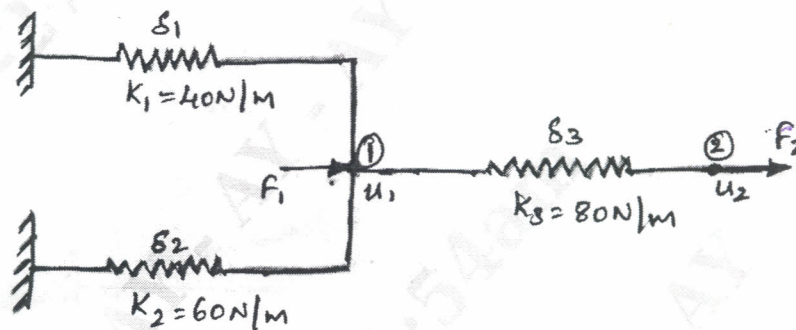 δ1
K1 = 40N/m
① F2
δ3 ②
F1 u1 u2
K3 = 80N/m
δ2
K2 = 60N/m